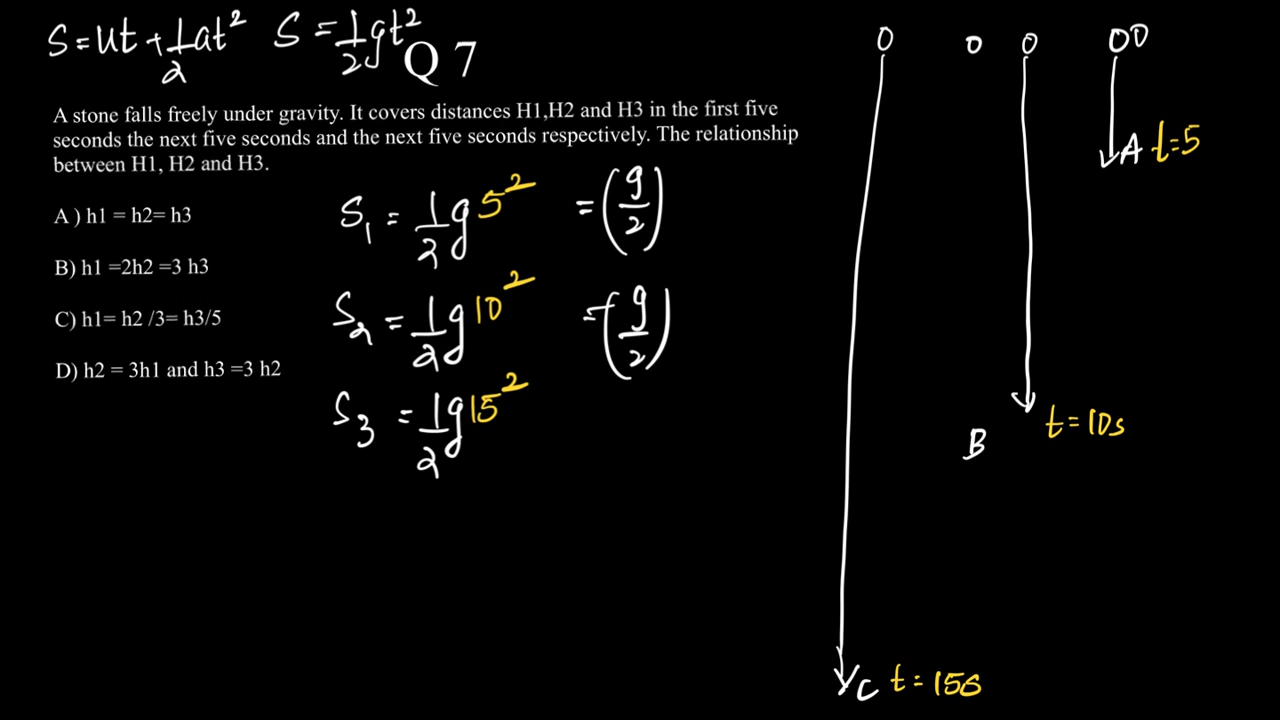 S = ut + 1/2 at² S = 1/2 gt²
Q 7
A stone falls freely under gravity. It covers distances H1,H2 and H3 in the first five
seconds the next five seconds and the next five seconds respectively. The relationship
between H1, H2 and H3.
A ) h1 = h2= h3
B) h1 =2h2 =3 h3
C) h1= h2 /3= h3/5
D) h2 = 3h1 and h3 =3 h2
S₁ = 1/2 g 5² = (g/2)
S₂ = 1/2 g 10² = (g/2)
S₃ = 1/2 g 15²
O O O OO
A t=5
B t=10s
C t=15s